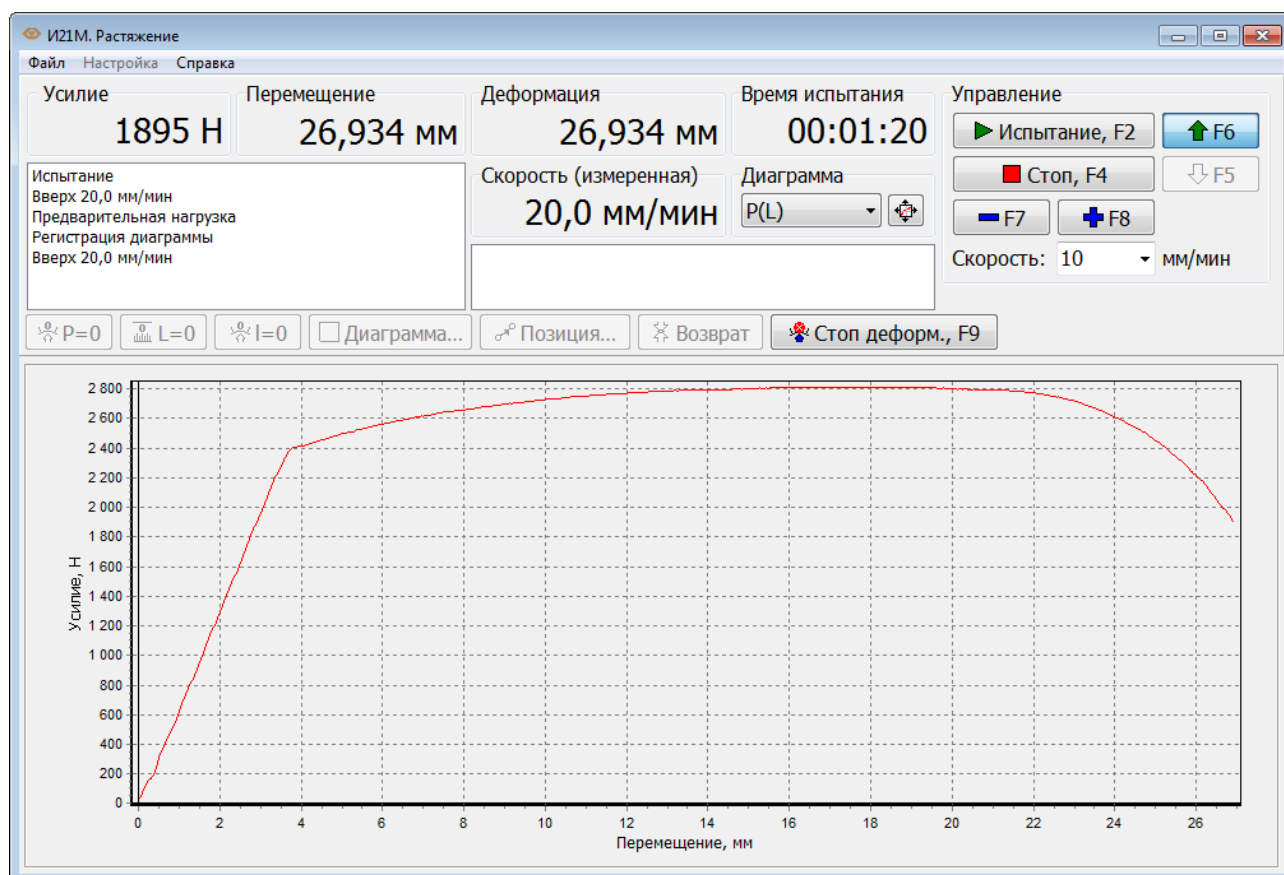 И21М. Растяжение
Файл Настройка Справка
Усилие Перемещение Деформация Время испытания Управление
1895 Н 26,934 мм 26,934 мм 00:01:20
Испытание, F2 F6
Испытание
Вверх 20,0 мм/мин
Предварительная нагрузка
Регистрация диаграммы
Вверх 20,0 мм/мин
Скорость (измеренная) Диаграмма
20,0 мм/мин P(L)
Стоп, F4 F5
F7 F8
Скорость: 10 мм/мин
P=0 L=0 l=0 Диаграмма... Позиция... Возврат Стоп деформ., F9
2 800
2 600
2 400
2 200
2 000
1 800
1 600
1 400
1 200
1 000
800
600
400
200
0
Усилие, Н
0 2 4 6 8 10 12 14 16 18 20 22 24 26
Перемещение, мм